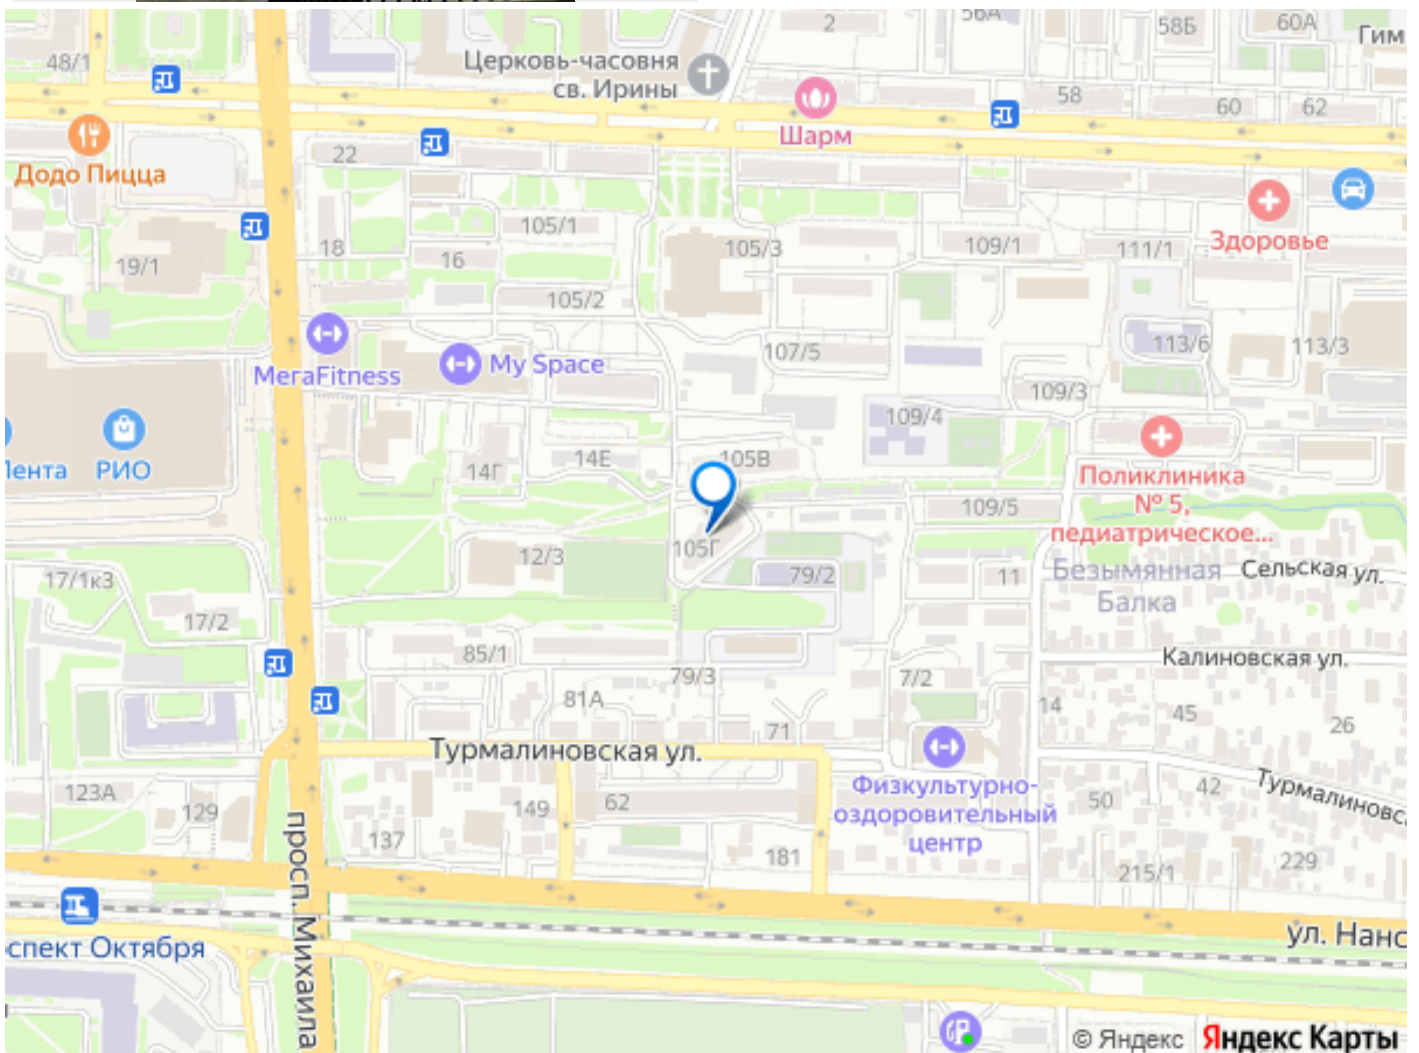 2
56А
58Б
60А
Гим
48/1
Церковь-часовня
св. Ирины
58
60
62
Шарм
Додо Пицца
22
105/1
18
16
105/3
109/1
111/1
Здоровье
19/1
105/2
МегаFitness
My Space
107/5
113/6
113/3
109/3
109/4
Лента
РИО
14Г
14Е
105В
Поликлиника
№ 5,
педиатрическое...
109/5
12/3
105Г
79/2
11
Безымянная
Балка
Сельская ул.
17/1к3
17/2
85/1
79/3
7/2
Калиновская ул.
81А
71
14
45
26
Турмалиновская ул.
Физкультурно-
оздоровительный
центр
123А
129
149
62
50
42
Турмалиновс
137
181
215/1
229
просп. Михаила
спект Октября
ул. Нанс
© Яндекс Яндекс Карты